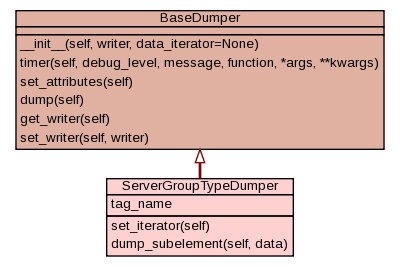 BaseDumper
__init__(self, writer, data_iterator=None)
timer(self, debug_level, message, function, *args, **kwargs)
set_attributes(self)
dump(self)
get_writer(self)
set_writer(self, writer)
ServerGroupTypeDumper
tag_name
set_iterator(self)
dump_subelement(self, data)